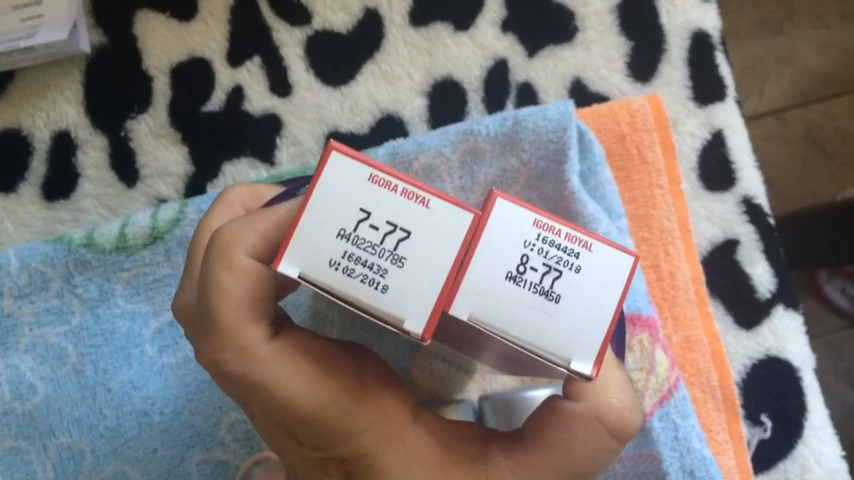 IGORA ROYAL
7-77
A402250785
1684432
V:02/2018
IGORA ROYAL
1684424
V:01/2018
8-77
A421150450